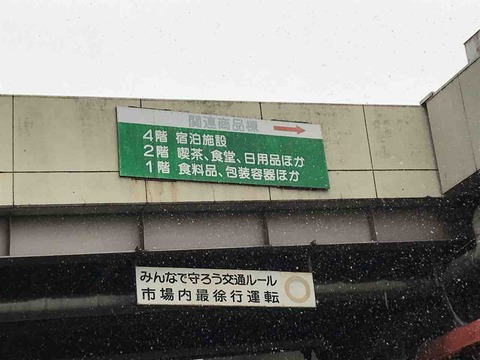 関連商品棟
4階 宿泊施設
2階 喫茶、食堂、日用品ほか
1階 食料品、包装容器ほか
みんなで守ろう交通ルール
市場内最徐行運転